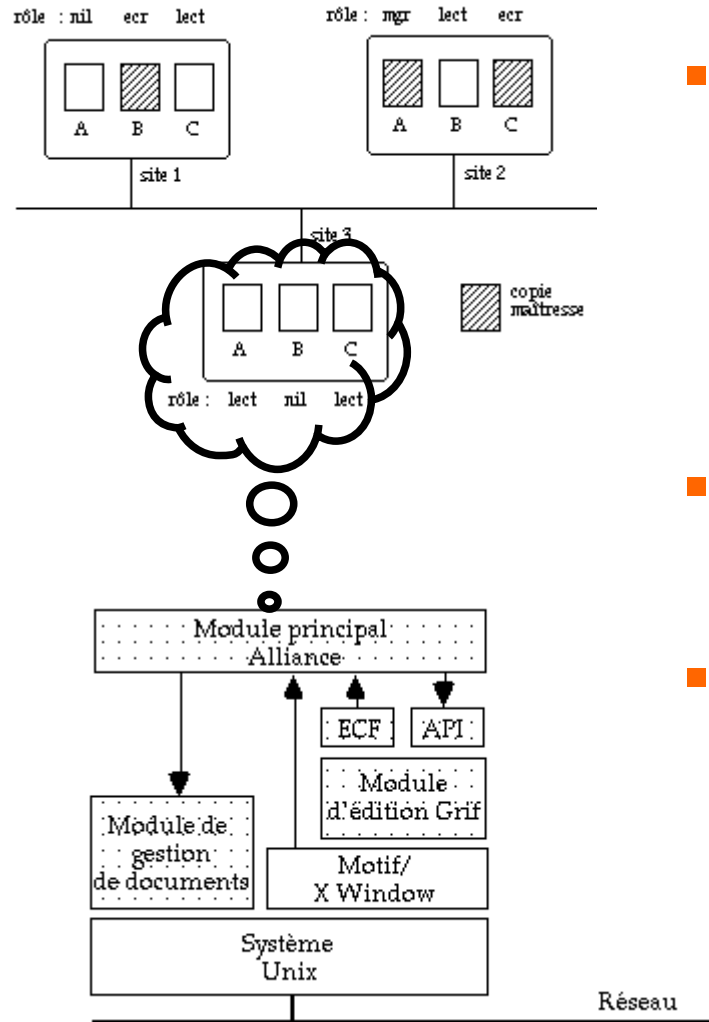 rôle : nil ecr lect
A B C
site 1
rôle : mgr lect ecr
A B C
site 2
site 3
A B C
rôle : lect nil lect
copie
maîtresse
Module principal
Alliance
ECF
API
Module
d'édition Grif
Module de
gestion
de documents
Motif/
X Window
Système
Unix
Réseau